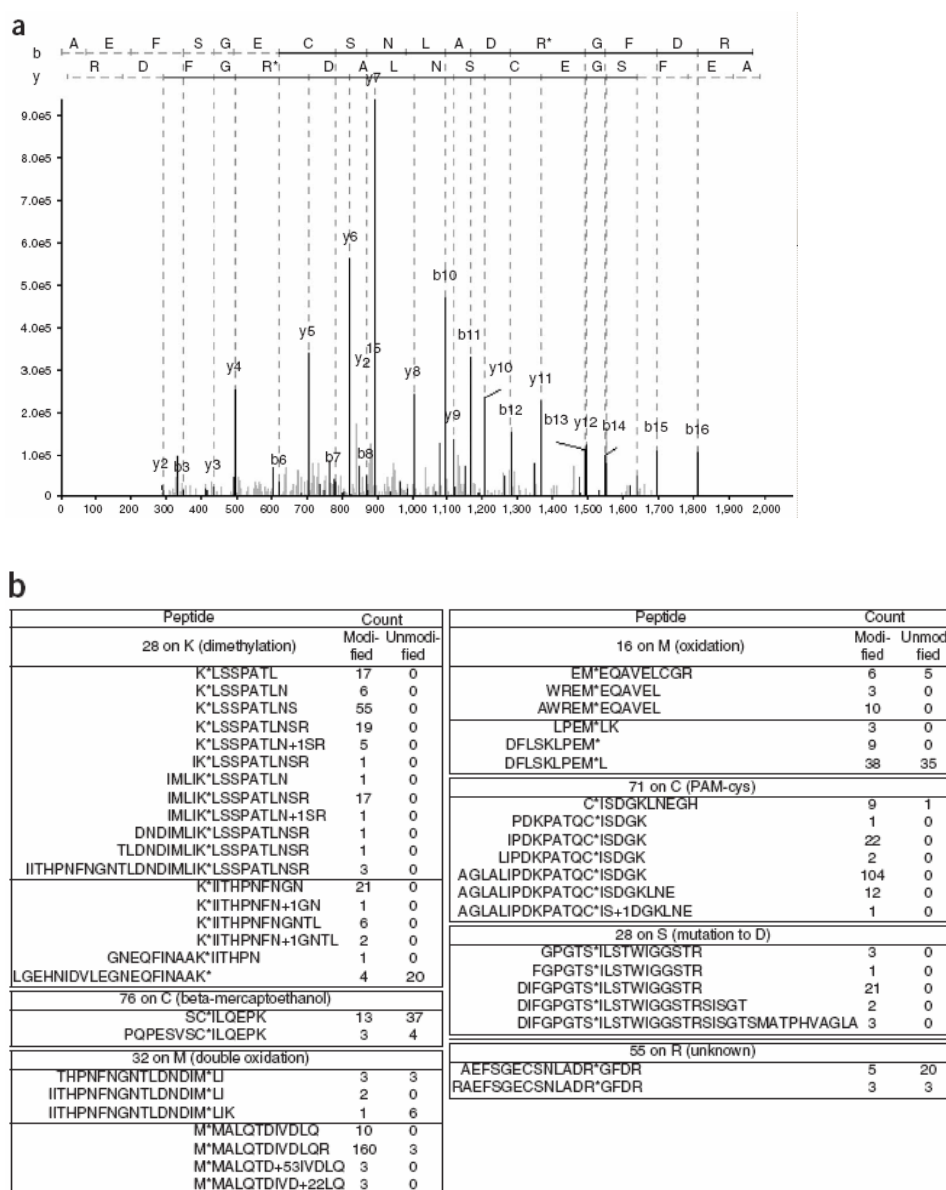 a
A E F S G E C S N L A D R* G F D R
b
R D F G R* D A L N S C E G S F E A
y
y7
9.0e5
8.0e5
7.0e5
y6
6.0e5
b10
5.0e5
b11
4.0e5
y5
15
y
2
y4
y8
y10
y11
3.0e5
y9
b12
b13
y12
b14
b15
b16
2.0e5
y2
b3
y3
b6
b7
b8
1.0e5
0
0 100 200 300 400 500 600 700 800 900 1,000 1,100 1,200 1,300 1,400 1,500 1,600 1,700 1,800 1,900 2,000
b
Peptide Count
28 on K (dimethylation) Modi-fied Unmodi-fied
K*LSSPATL 17 0
K*LSSPATLN 6 0
K*LSSPATLNS 55 0
K*LSSPATLNSR 19 0
K*LSSPATLN+1SR 5 0
IK*LSSPATLNSR 1 0
IMLIK*LSSPATLN 1 0
IMLIK*LSSPATLNSR 17 0
IMLIK*LSSPATLN+1SR 1 0
DNDIMLIK*LSSPATLNSR 1 0
TLDNDIMLIK*LSSPATLNSR 1 0
IITHPNFNGNTLDNDIMLIK*LSSPATLNSR 3 0
K*IITHPNFNGN 21 0
K*IITHPNFN+1GN 1 0
K*IITHPNFNGNTL 6 0
K*IITHPNFN+1GNTL 2 0
GNEQFINAAK*IITHPN 1 0
LGEHNIDVLEGNEQFINAAK* 4 20
76 on C (beta-mercaptoethanol)
SC*ILQEPK 13 37
PQPESVSC*ILQEPK 3 4
32 on M (double oxidation)
THPNFNGNTLDNDIM*LI 3 3
IITHPNFNGNTLDNDIM*LI 2 0
IITHPNFNGNTLDNDIM*LIK 1 6
M*MALQTDIVDLQ 10 0
M*MALQTDIVDLQR 160 3
M*MALQTD+53IVDLQ 3 0
M*MALQTDIVD+22LQ 3 0
Peptide Count
16 on M (oxidation) Modi-fied Unmodi-fied
EM*EQAVELCGR 6 5
WREM*EQAVEL 3 0
AWREM*EQAVEL 10 0
LPEM*LK 3 0
DFLSKLPEM* 9 0
DFLSKLPEM*L 38 35
71 on C (PAM-cys)
C*ISDGKLNEGH 9 1
PDKPATQC*ISDGK 1 0
IPDKPATQC*ISDGK 22 0
LIPDKPATQC*ISDGK 2 0
AGLALIPDKPATQC*ISDGK 104 0
AGLALIPDKPATQC*ISDGKLNE 12 0
AGLALIPDKPATQC*IS+1DGKLNE 1 0
28 on S (mutation to D)
GPGTS*ILSTWIGGSTR 3 0
FGPGTS*ILSTWIGGSTR 1 0
DIFGPGTS*ILSTWIGGSTR 21 0
DIFGPGTS*ILSTWIGGSTRSISGT 2 0
DIFGPGTS*ILSTWIGGSTRSISGTSMATPHVAGLA 3 0
55 on R (unknown)
AEFSGECSNLADR*GFDR 5 20
RAEFSGECSNLADR*GFDR 3 3